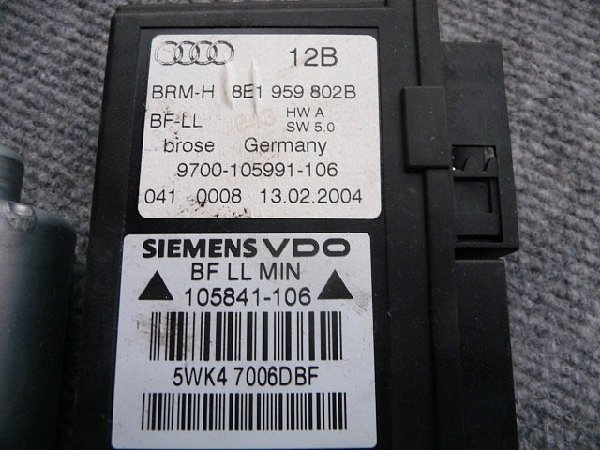 12B
BRM-H 8E1 959 802B
BF-LL HW A
SW 5.0
brose Germany
9700-105991-106
041 0008 13.02.2004
SIEMENS VDO
BF LL MIN
105841-106
5WK4 7006DBF